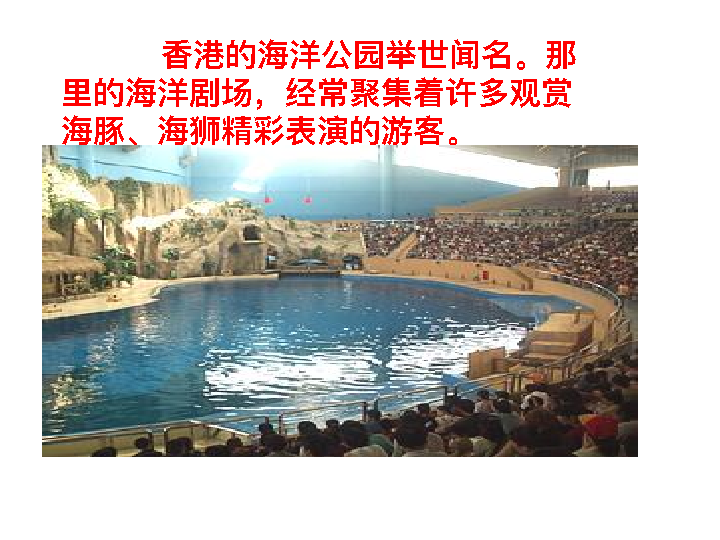 香港的海洋公园举世闻名。那
里的海洋剧场，经常聚集着许多观赏
海豚、海狮精彩表演的游客。